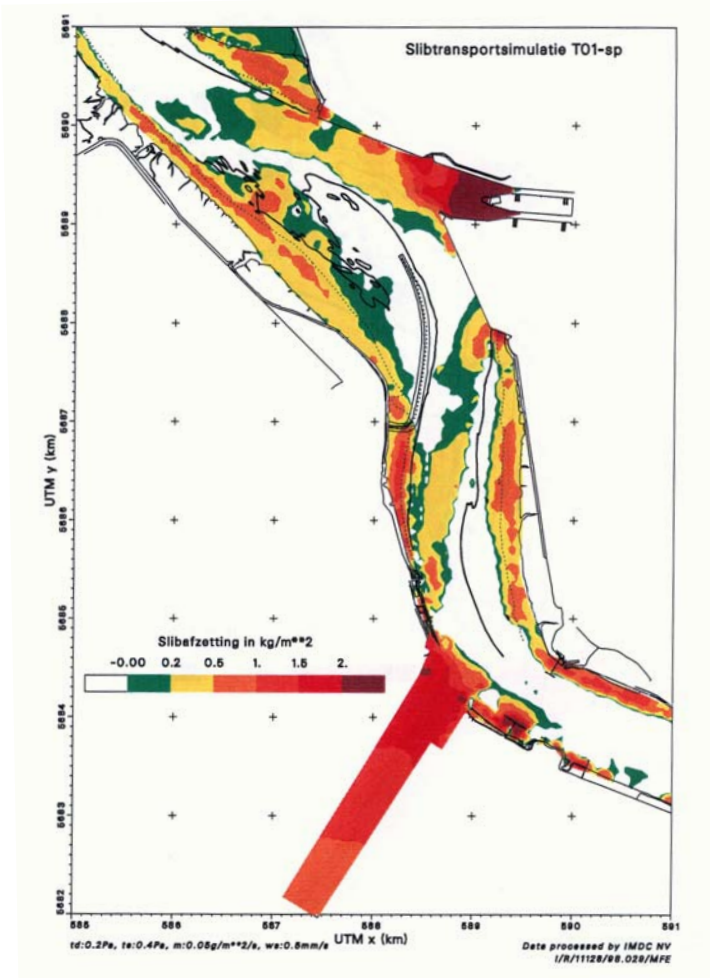 Slibtransportsimulatie T01-sp
5691
5690
5689
5688
5687
5686
5685
5684
5683
5682
UTM y (km)
Slibafzetting in kg/m**2
-0.00 0.2 0.5 1. 1.5 2.
585 586 587 588 589 590 591
UTM x (km)
td:0.2Pa, te:0.4Pa, m:0.05g/m**2/s, ws:0.5mm/s
Data processed by IMDC NV
I/R/11126/98.029/MFE